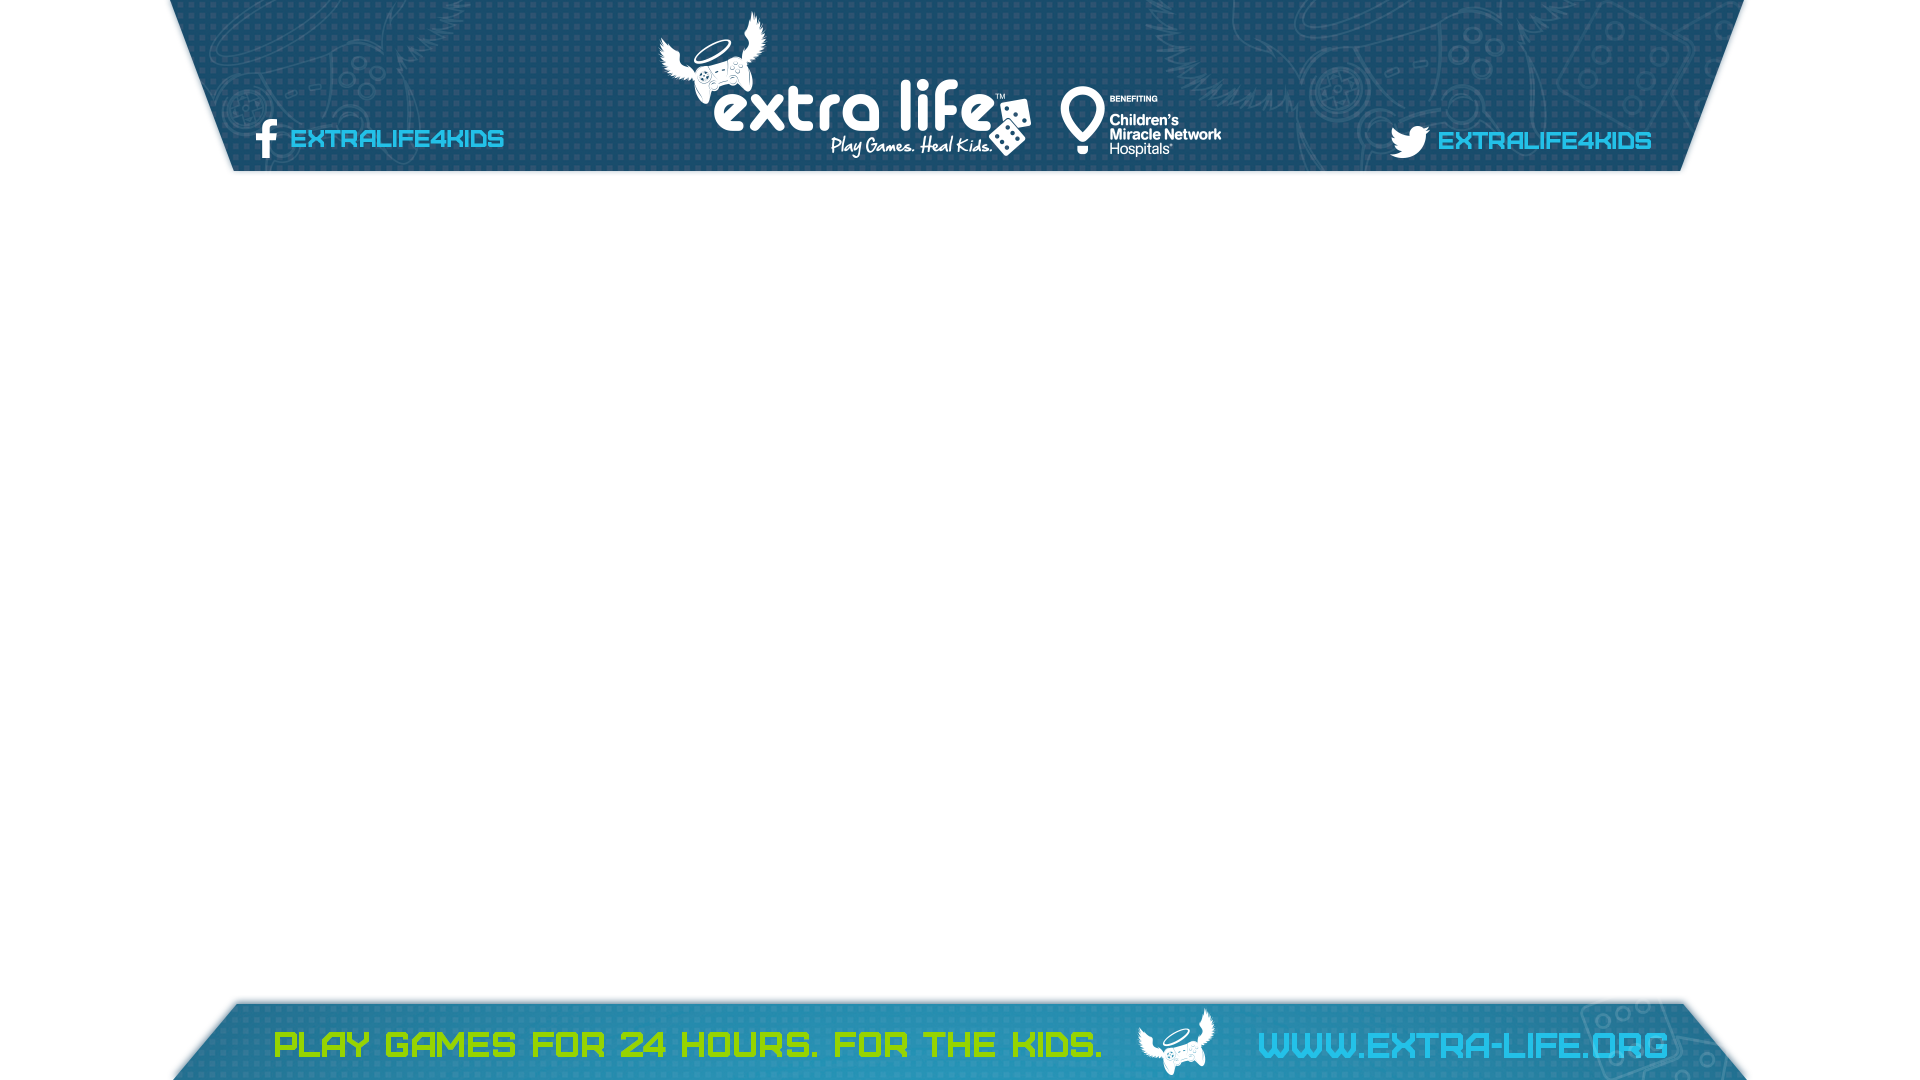 EXTRALIFE4KIDS
extra life™
Play Games. Heal Kids.
BENEFITING
Children's
Miracle Network
Hospitals®
EXTRALIFE4KIDS
PLAY GAMES FOR 24 HOURS. FOR THE KIDS.
WWW.EXTRA-LIFE.ORG